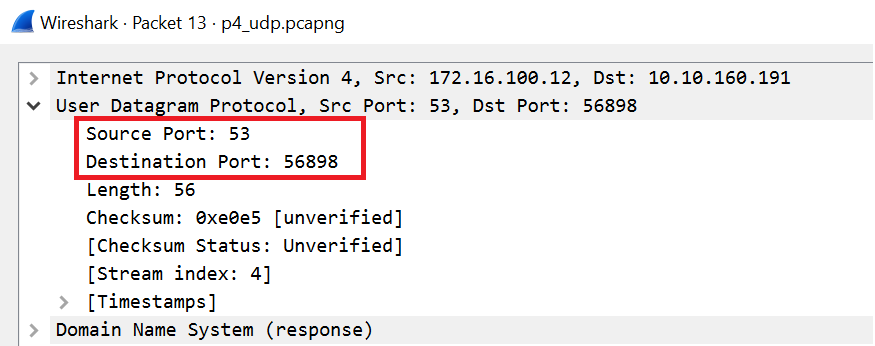 Wireshark · Packet 13 · p4_udp.pcapng
Internet Protocol Version 4, Src: 172.16.100.12, Dst: 10.10.160.191
User Datagram Protocol, Src Port: 53, Dst Port: 56898
Source Port: 53
Destination Port: 56898
Length: 56
Checksum: 0xe0e5 [unverified]
[Checksum Status: Unverified]
[Stream index: 4]
[Timestamps]
Domain Name System (response)